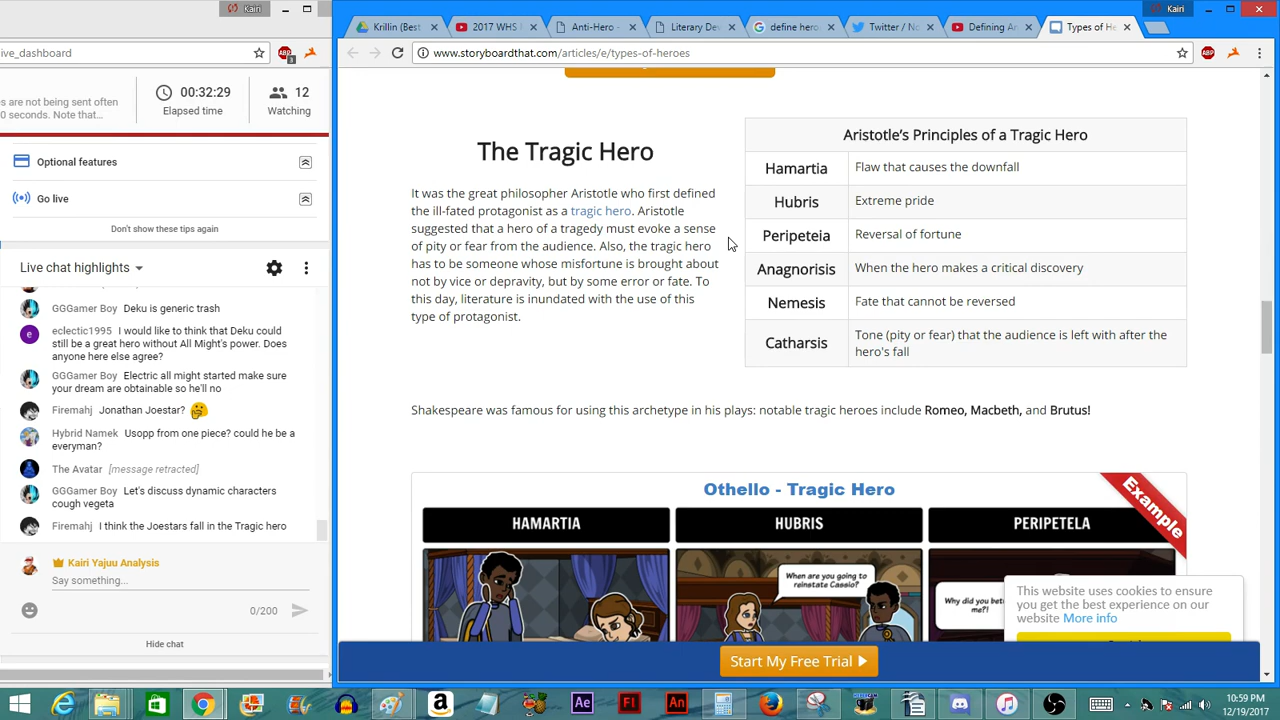 Kairi
ive_dashboard
es are not being sent often
0 seconds. Note that…
00:32:29
Elapsed time
12
Watching
Optional features
Go live
Don't show these tips again
Live chat highlights
GGGamer Boy Deku is generic trash
e
eclectic1995 I would like to think that Deku could
still be a great hero without All Might's power. Does
anyone here else agree?
GGGamer Boy Electric all might started make sure
your dream are obtainable so he'll no
Firemahj Jonathan Joestar? 🤔
Hybrid Namek Usopp from one piece? could he be a
everyman?
The Avatar [message retracted]
GGGamer Boy Let's discuss dynamic characters
cough vegeta
Firemahj I think the Joestars fall in the Tragic hero
Kairi Yajuu Analysis
Say something...
0/200
Hide chat
Kairi
Krillin (Best
2017 WHS
Anti-Hero -
Literary Dev
define hero
Twitter / No
Defining An
Types of He
www.storyboardthat.com/articles/e/types-of-heroes
ABP
The Tragic Hero
It was the great philosopher Aristotle who first defined
the ill-fated protagonist as a tragic hero. Aristotle
suggested that a hero of a tragedy must evoke a sense
of pity or fear from the audience. Also, the tragic hero
has to be someone whose misfortune is brought about
not by vice or depravity, but by some error or fate. To
this day, literature is inundated with the use of this
type of protagonist.
Aristotle's Principles of a Tragic Hero
Hamartia Flaw that causes the downfall
Hubris Extreme pride
Peripeteia Reversal of fortune
Anagnorisis When the hero makes a critical discovery
Nemesis Fate that cannot be reversed
Catharsis Tone (pity or fear) that the audience is left with after the
hero's fall
Shakespeare was famous for using this archetype in his plays: notable tragic heroes include Romeo, Macbeth, and Brutus!
Othello - Tragic Hero
Example
HAMARTIA
HUBRIS
PERIPETELA
When are you going to
reinstate Cassio?
Why did you bet
me?!
This website uses cookies to ensure
you get the best experience on our
website More info
Start My Free Trial
Ae
Fl
An
10:59 PM
12/19/2017